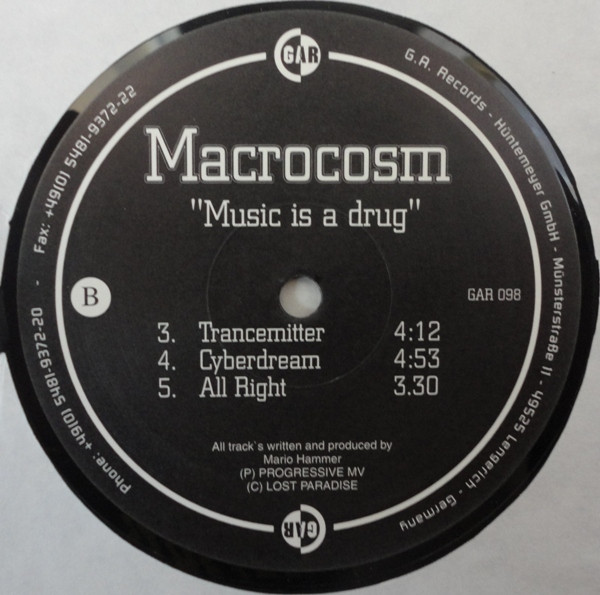 GAR
G.A. Records - Hüntemeyer GmbH - Münsterstraße 11 - 49525 Lengerich - Germany
Macrocosm
"Music is a drug"
B
GAR 098
3. Trancemitter 4:12
4. Cyberdream 4:53
5. All Right 3.30
All track`s written and produced by
Mario Hammer
(P) PROGRESSIVE MV
(C) LOST PARADISE
GAR
Phone: +49(0) 5481-9372-20 - Fax: +49(0) 5481-9372-22